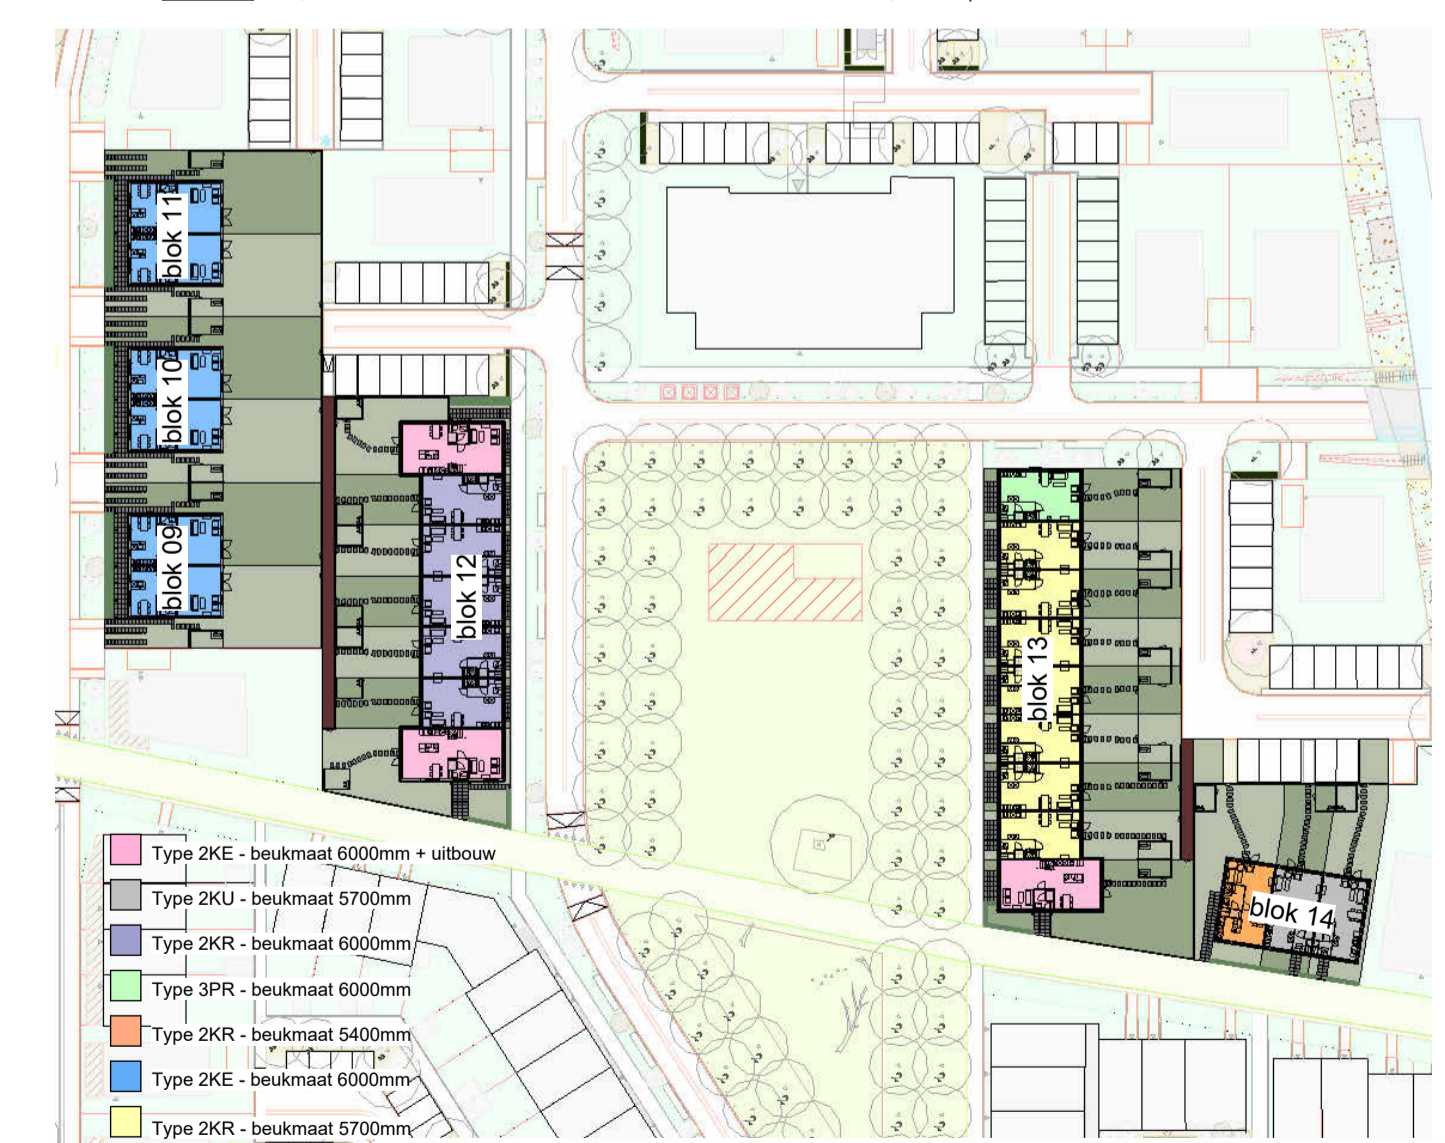 blok 11
blok 10
blok 09
blok 12
blok 13
blok 14
Type 2KE - beukmaat 6000mm + uitbouw
Type 2KU - beukmaat 5700mm
Type 2KR - beukmaat 6000mm
Type 3PR - beukmaat 6000mm
Type 2KR - beukmaat 5400mm
Type 2KE - beukmaat 6000mm
Type 2KR - beukmaat 5700mm